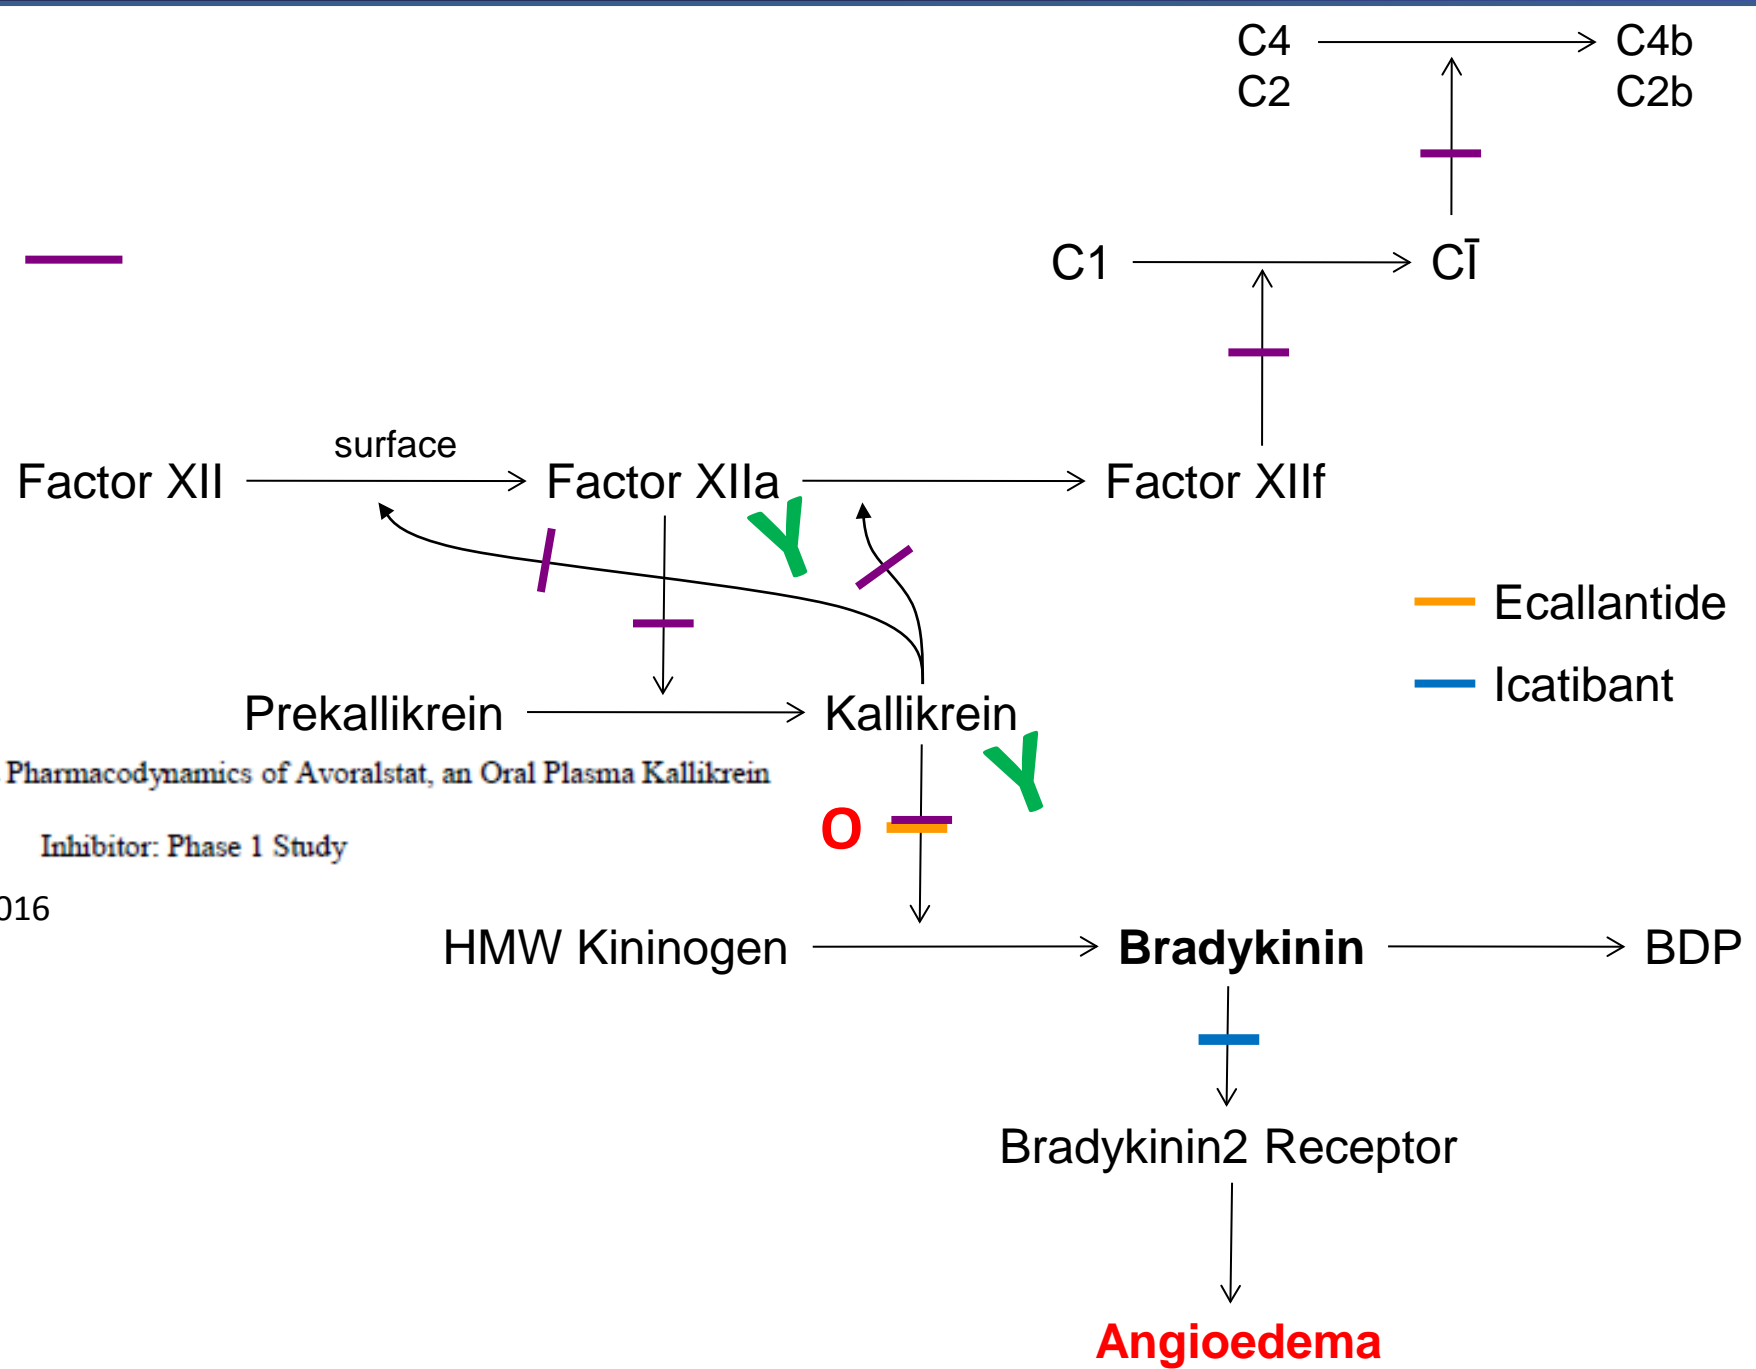 C4 C4b
C2 C2b
C1 CĪ
surface
Factor XII Factor XIIa Factor XIIf
Ecallantide
Icatibant
Prekallikrein Kallikrein
Pharmacodynamics of Avoralstat, an Oral Plasma Kallikrein
Inhibitor: Phase 1 Study
O
016
HMW Kininogen Bradykinin BDP
Bradykinin2 Receptor
Angioedema